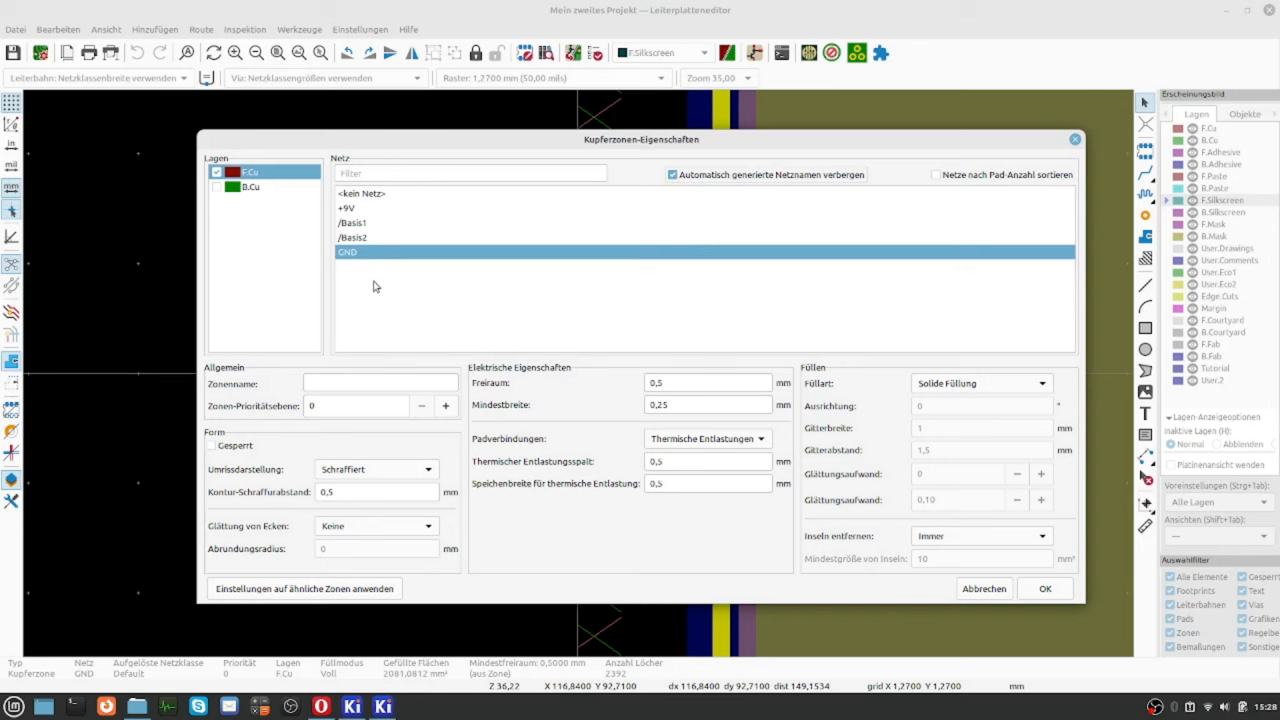 Mein zweites Projekt — Leiterplatteneditor
Datei Bearbeiten Ansicht Hinzufügen Route Inspektion Werkzeuge Einstellungen Hilfe
F.Silkscreen
Leiterbahn: Netzklassenbreite verwenden Via: Netzklassengrößen verwenden Raster: 1,2700 mm (50,00 mils) Zoom 35,00
in
mil
mm
Erscheinungsbild
Lagen Objekte
F.Cu
B.Cu
F.Adhesive
B.Adhesive
F.Paste
B.Paste
F.Silkscreen
B.Silkscreen
F.Mask
B.Mask
User.Drawings
User.Comments
User.Eco1
User.Eco2
Edge.Cuts
Margin
F.Courtyard
B.Courtyard
F.Fab
B.Fab
Tutorial
User.2
Lagen-Anzeigeoptionen
Inaktive Lagen (H):
Normal Abblenden
Platinenansicht wenden
Voreinstellungen (Strg+Tab):
Alle Lagen
Ansichten (Shift+Tab):
—
Auswahlfilter
Alle Elemente Gesperrt
Footprints Text
Leiterbahnen Vias
Pads Grafiken
Zonen Regelbe
Bemaßungen Sonstige
Kupferzonen-Eigenschaften
Lagen
F.Cu
B.Cu
Netz
Filter
Automatisch generierte Netznamen verbergen
Netze nach Pad-Anzahl sortieren
<kein Netz>
+9V
/Basis1
/Basis2
GND
Allgemein
Zonenname:
Zonen-Prioritätsebene: 0
Form
Gesperrt
Umrissdarstellung: Schraffiert
Kontur-Schraffurabstand: 0,5 mm
Glättung von Ecken: Keine
Abrundungsradius: 0 mm
Elektrische Eigenschaften
Freiraum: 0,5 mm
Mindestbreite: 0,25 mm
Padverbindungen: Thermische Entlastungen
Thermischer Entlastungsspalt: 0,5 mm
Speichenbreite für thermische Entlastung: 0,5 mm
Füllen
Füllart: Solide Füllung
Ausrichtung: 0 °
Gitterbreite: 1 mm
Gitterabstand: 1,5 mm
Glättungsaufwand: 0
Glättungsaufwand: 0,10
Inseln entfernen: Immer
Mindestgröße von Inseln: 10 mm²
Einstellungen auf ähnliche Zonen anwenden
Abbrechen OK
Typ Netz Aufgelöste Netzklasse Priorität Lagen Füllmodus Gefüllte Flächen Mindestfreiraum: 0,5000 mm Anzahl Löcher
Kupferzone GND Default 0 F.Cu Voll 2081,0812 mm² (aus Zone) 2392
Z 36,22 X 116,8400 Y 92,7100 dx 116,8400 dy 92,7100 dist 149,1534 grid X 1,2700 Y 1,2700 mm
Ki Ki
15:28